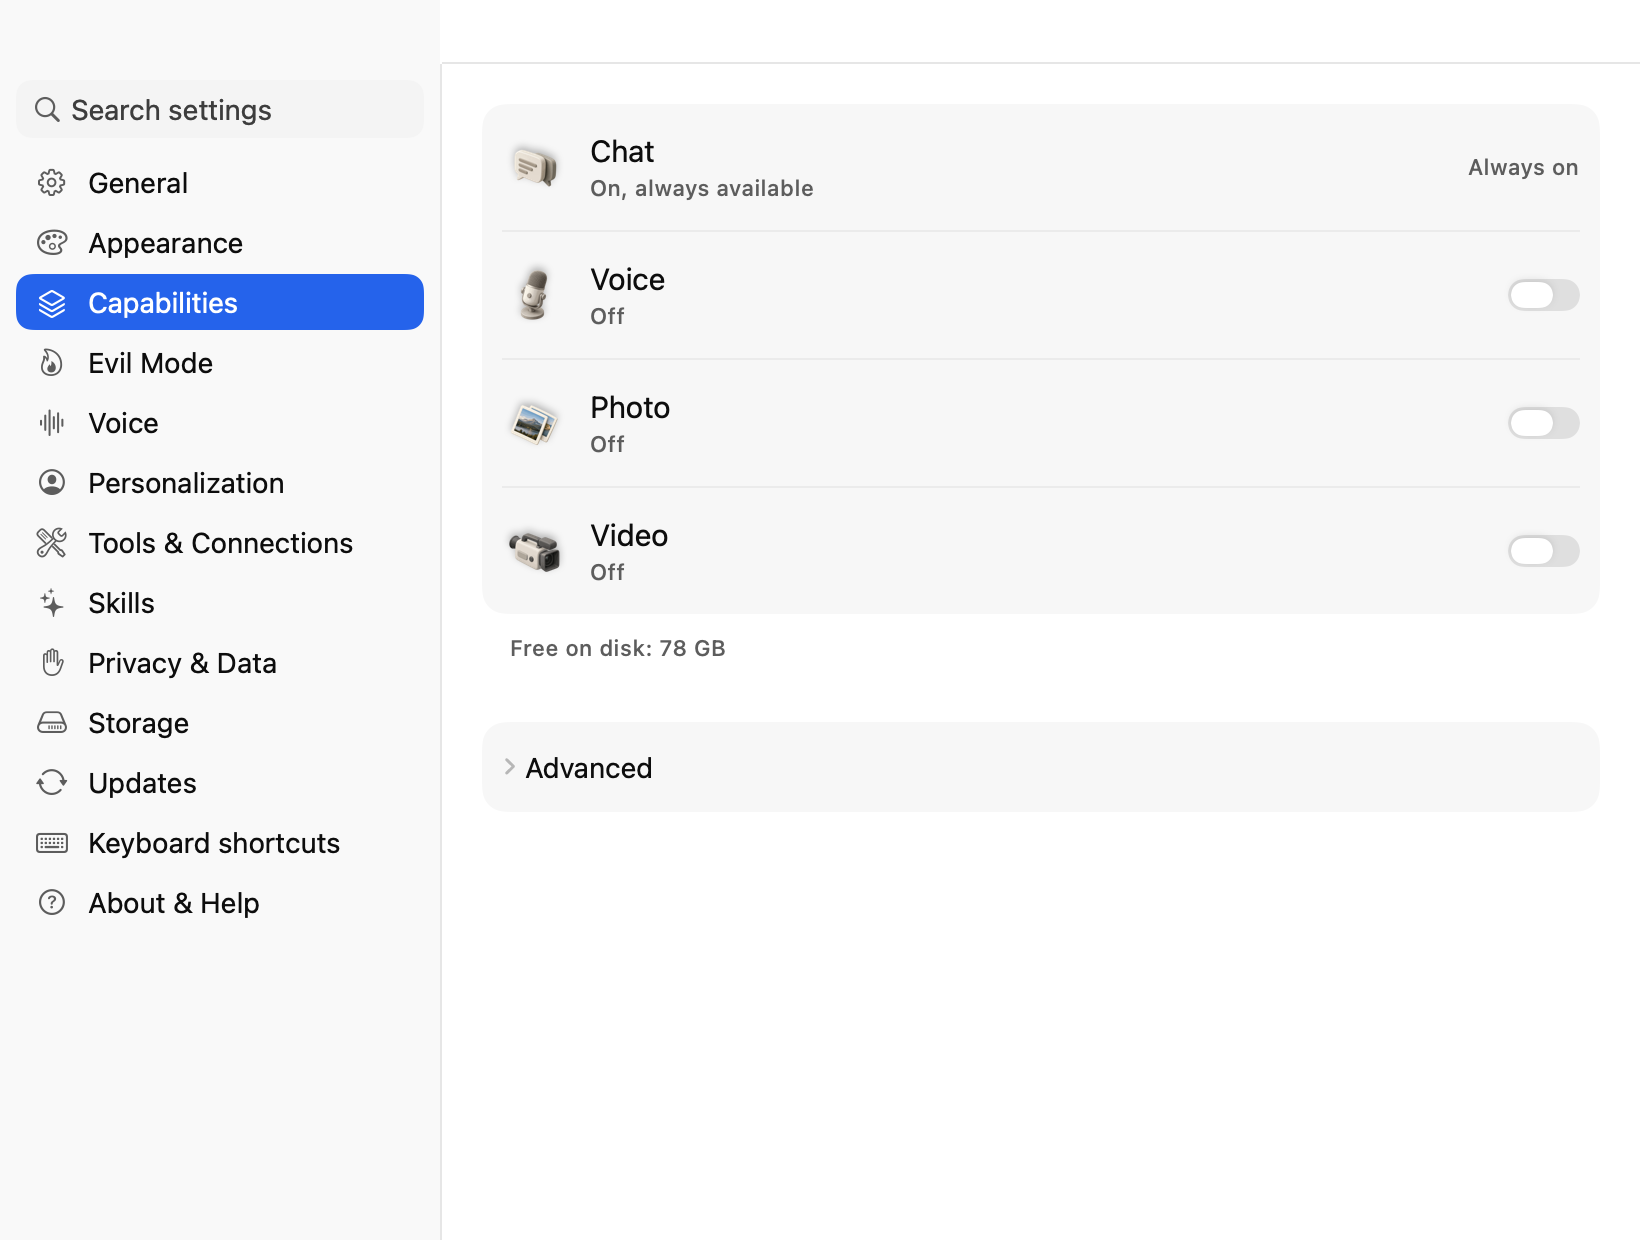 Search settings
General
Appearance
Capabilities
Evil Mode
Voice
Personalization
Tools & Connections
Skills
Privacy & Data
Storage
Updates
Keyboard shortcuts
About & Help
Chat
On, always available
Always on
Voice
Off
Photo
Off
Video
Off
Free on disk: 78 GB
Advanced